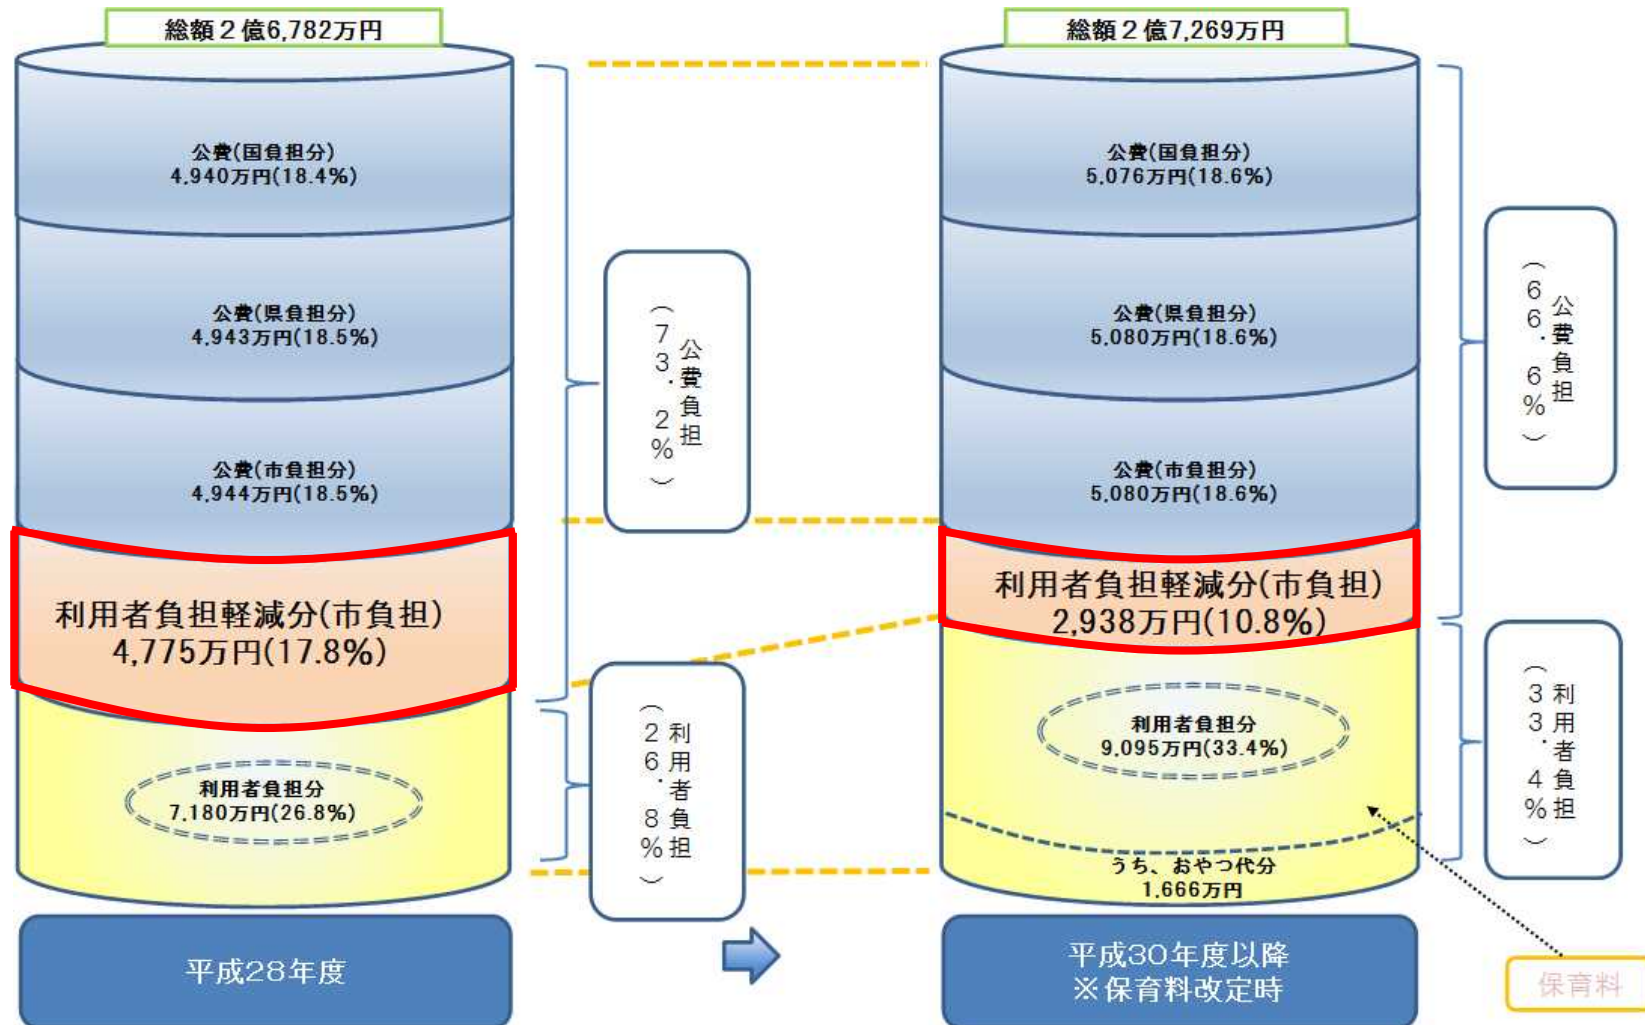 総額2億6,782万円
公費(国負担分)
4,940万円(18.4%)
公費(県負担分)
4,943万円(18.5%)
公費(市負担分)
4,944万円(18.5%)
利用者負担軽減分(市負担)
4,775万円(17.8%)
利用者負担分
7,180万円(26.8%)
平成28年度
公費負担
(73.2%)
利用者負担
(26.8%)
総額2億7,269万円
公費(国負担分)
5,076万円(18.6%)
公費(県負担分)
5,080万円(18.6%)
公費(市負担分)
5,080万円(18.6%)
利用者負担軽減分(市負担)
2,938万円(10.8%)
利用者負担分
9,095万円(33.4%)
うち、おやつ代分
1,666万円
平成30年度以降
※保育料改定時
公費負担
(66.6%)
利用者負担
(33.4%)
保育料